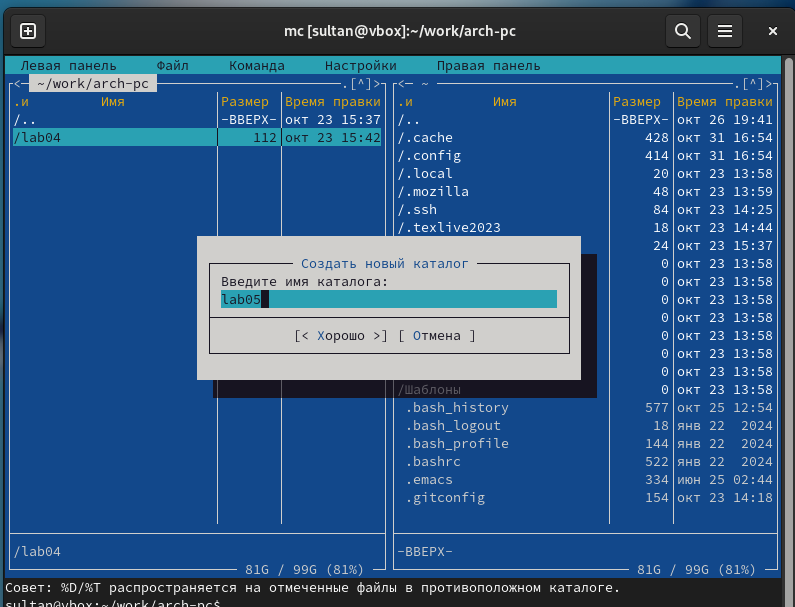 mc [sultan@vbox]:~/work/arch-pc
Левая панель Файл Команда Настройки Правая панель
<─ ~/work/arch-pc .[^]> <─ ~ .[^]>
.и Имя Размер Время правки .и Имя Размер Время правки
/.. -ВВЕРХ- окт 23 15:37 /.. -ВВЕРХ- окт 26 19:41
/lab04 112 окт 23 15:42 /.cache 428 окт 31 16:54
/.config 414 окт 31 16:54
/.local 20 окт 23 13:58
/.mozilla 48 окт 23 13:59
/.ssh 84 окт 23 14:25
/.texlive2023 18 окт 23 14:44
24 окт 23 15:37
Создать новый каталог 0 окт 23 13:58
Введите имя каталога: 0 окт 23 13:58
lab05 0 окт 23 13:58
0 окт 23 13:58
[< Хорошо >] [ Отмена ] 0 окт 23 13:58
0 окт 23 13:58
0 окт 23 13:58
/Шаблоны 0 окт 23 13:58
.bash_history 577 окт 25 12:54
.bash_logout 18 янв 22 2024
.bash_profile 144 янв 22 2024
.bashrc 522 янв 22 2024
.emacs 334 июн 25 02:44
.gitconfig 154 окт 23 14:18
/lab04 -ВВЕРХ-
81G / 99G (81%) 81G / 99G (81%)
Совет: %D/%T распространяется на отмеченные файлы в противоположном каталоге.
sultan@vbox:~/work/arch-pc$